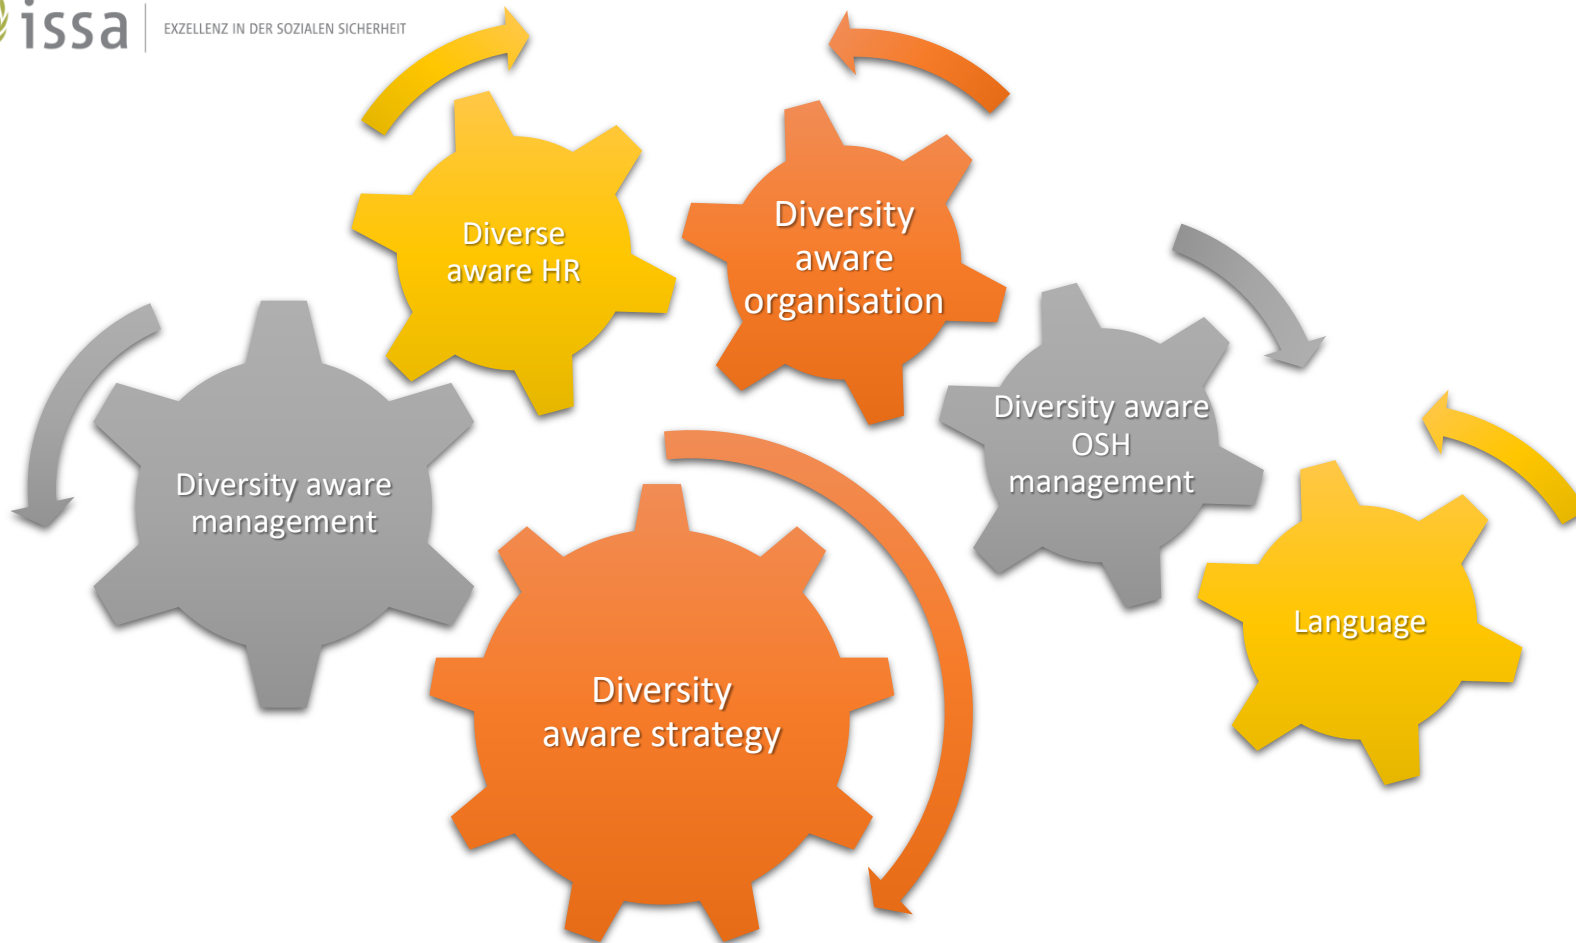 issa
EXZELLENZ IN DER SOZIALEN SICHERHEIT
Diverse
aware HR
Diversity
aware
organisation
Diversity aware
OSH
management
Diversity aware
management
Language
Diversity
aware strategy